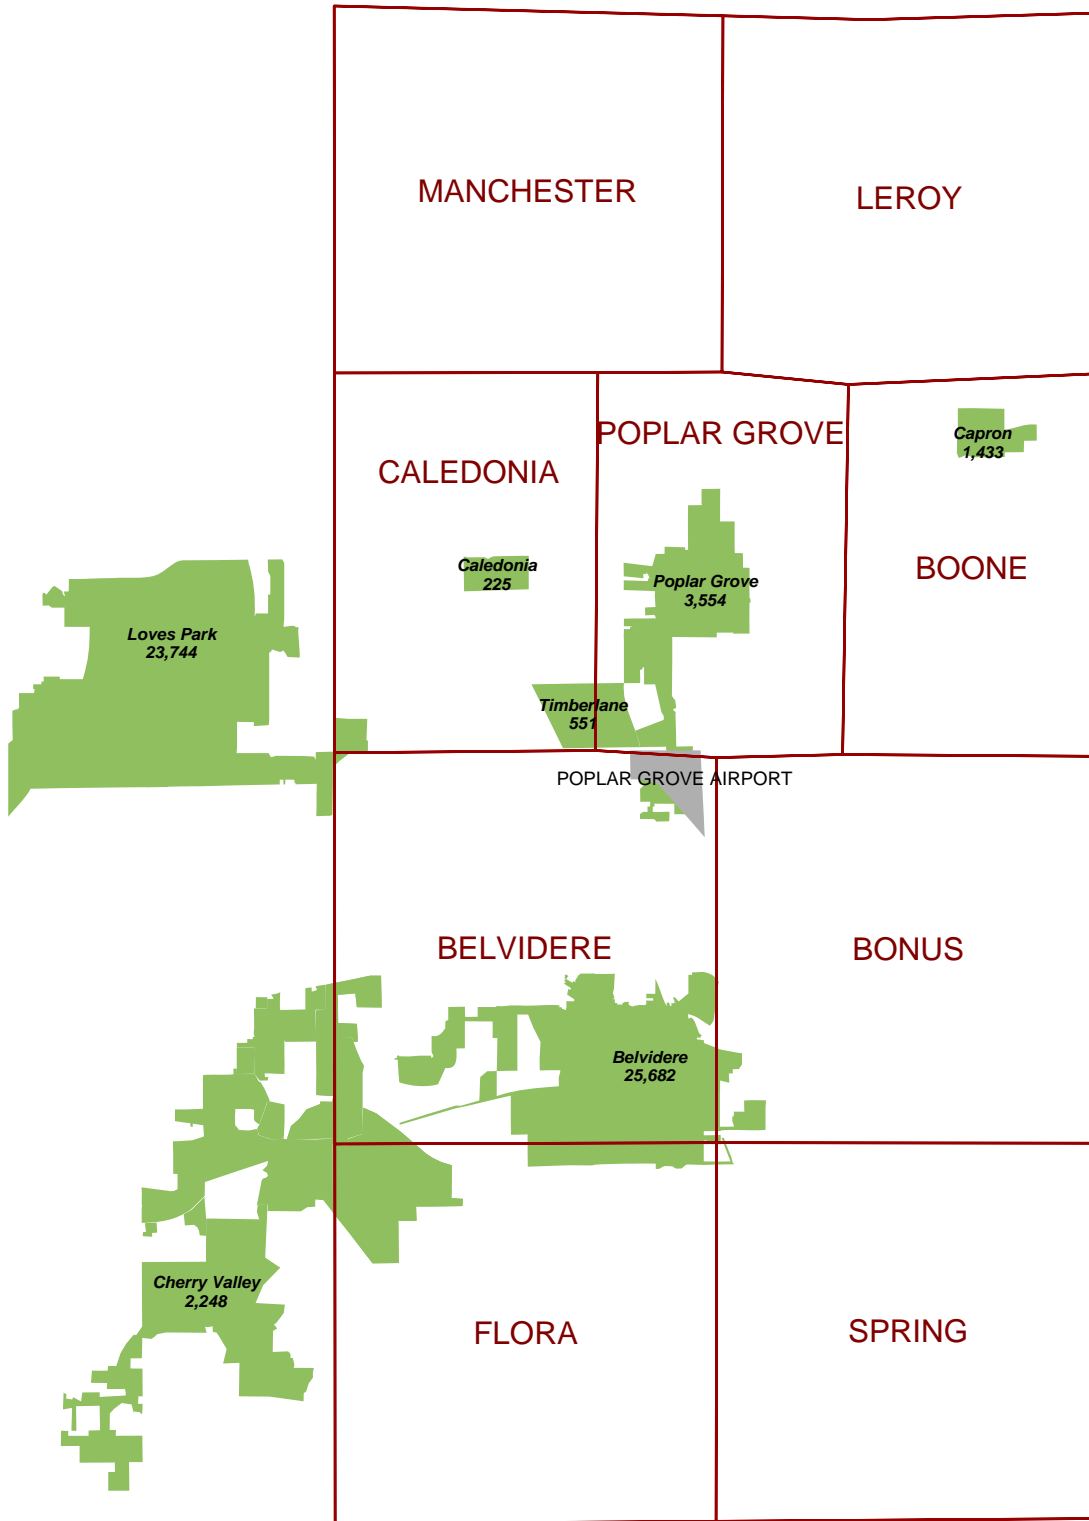 MANCHESTER
LEROY
POPLAR GROVE
Capron
1,433
CALEDONIA
Caledonia
225
BOONE
Poplar Grove
3,554
Loves Park
23,744
Timberlane
551
POPLAR GROVE AIRPORT
BELVIDERE
BONUS
Belvidere
25,682
Cherry Valley
2,248
FLORA
SPRING